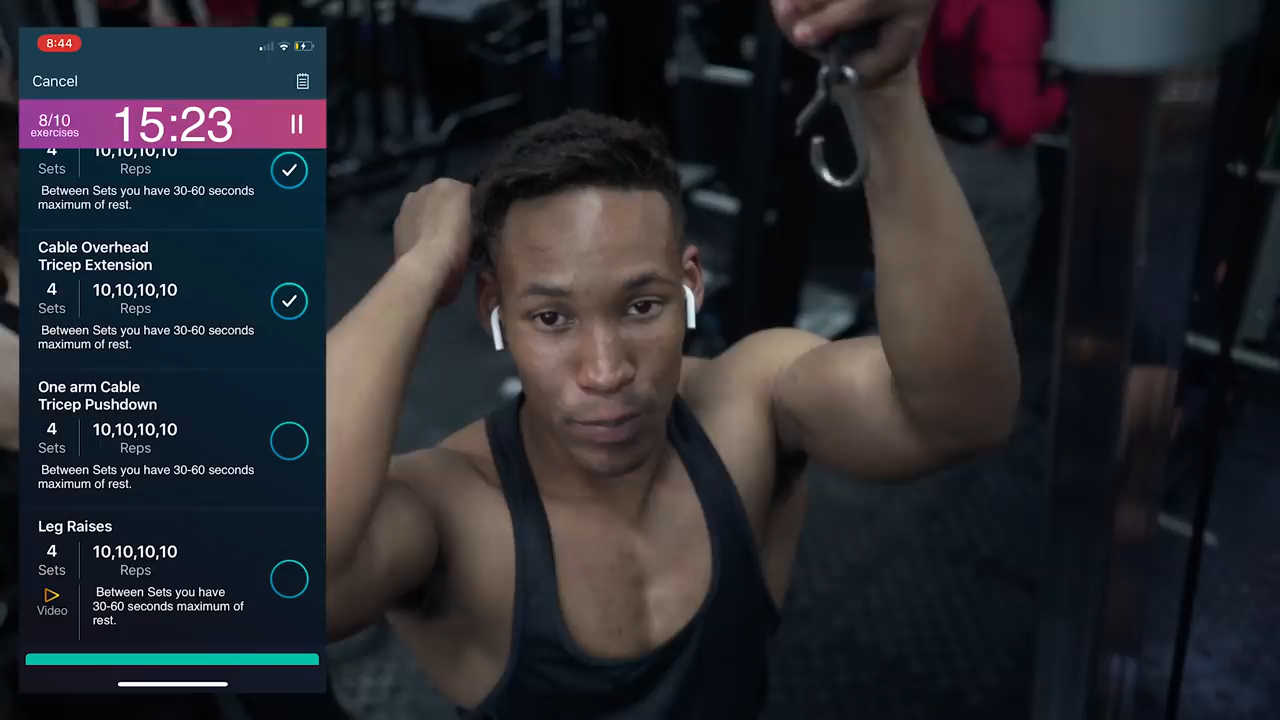 8:44
Cancel
8/10
exercises
15:23
4
10,10,10,10
Sets
Reps
Between Sets you have 30-60 seconds
maximum of rest.
Cable Overhead
Tricep Extension
4
10,10,10,10
Sets
Reps
Between Sets you have 30-60 seconds
maximum of rest.
One arm Cable
Tricep Pushdown
4
10,10,10,10
Sets
Reps
Between Sets you have 30-60 seconds
maximum of rest.
Leg Raises
4
10,10,10,10
Sets
Reps
Video
Between Sets you have
30-60 seconds maximum of
rest.